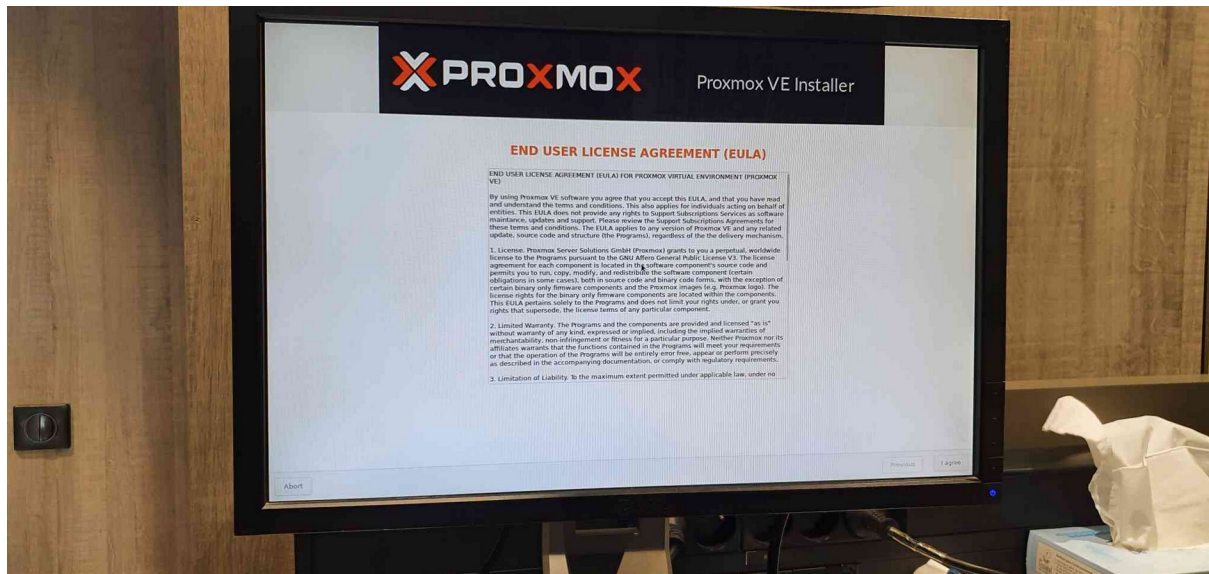 PROXMOX
Proxmox VE Installer
END USER LICENSE AGREEMENT (EULA)
END USER LICENSE AGREEMENT (EULA) FOR PROXMOX VIRTUAL ENVIRONMENT (PROXMOX
VE)
By using Proxmox VE software you agree that you accept this EULA, and that you have read
and understand the terms and conditions. This also applies for individuals acting on behalf of
entities. This EULA does not provide any rights to Support Subscriptions Services as software
maintance, updates and support. Please review the Support Subscriptions Agreements for
these terms and conditions. The EULA applies to any version of Proxmox VE and any related
update, source code and structure (the Programs), regardless of the the delivery mechanism.
1. License. Proxmox Server Solutions GmbH (Proxmox) grants to you a perpetual, worldwide
license to the Programs pursuant to the GNU Affero General Public License V3. The license
agreement for each component is located in the software component's source code and
permits you to run, copy, modify, and redistribute the software component (certain
obligations in some cases), both in source code and binary code forms, with the exception of
certain binary only firmware components and the Proxmox images (e.g. Proxmox logo). The
license rights for the binary only firmware components are located within the components.
This EULA pertains solely to the Programs and does not limit your rights under, or grant you
rights that supersede, the license terms of any particular component.
2. Limited Warranty. The Programs and the components are provided and licensed "as is"
without warranty of any kind, expressed or implied, including the implied warranties of
merchantability, non-infringement or fitness for a particular purpose. Neither Proxmox nor its
affiliates warrants that the functions contained in the Programs will meet your requirements
or that the operation of the Programs will be entirely error free, appear or perform precisely
as described in the accompanying documentation, or comply with regulatory requirements.
3. Limitation of Liability. To the maximum extent permitted under applicable law, under no
Abort
Previous
I agree